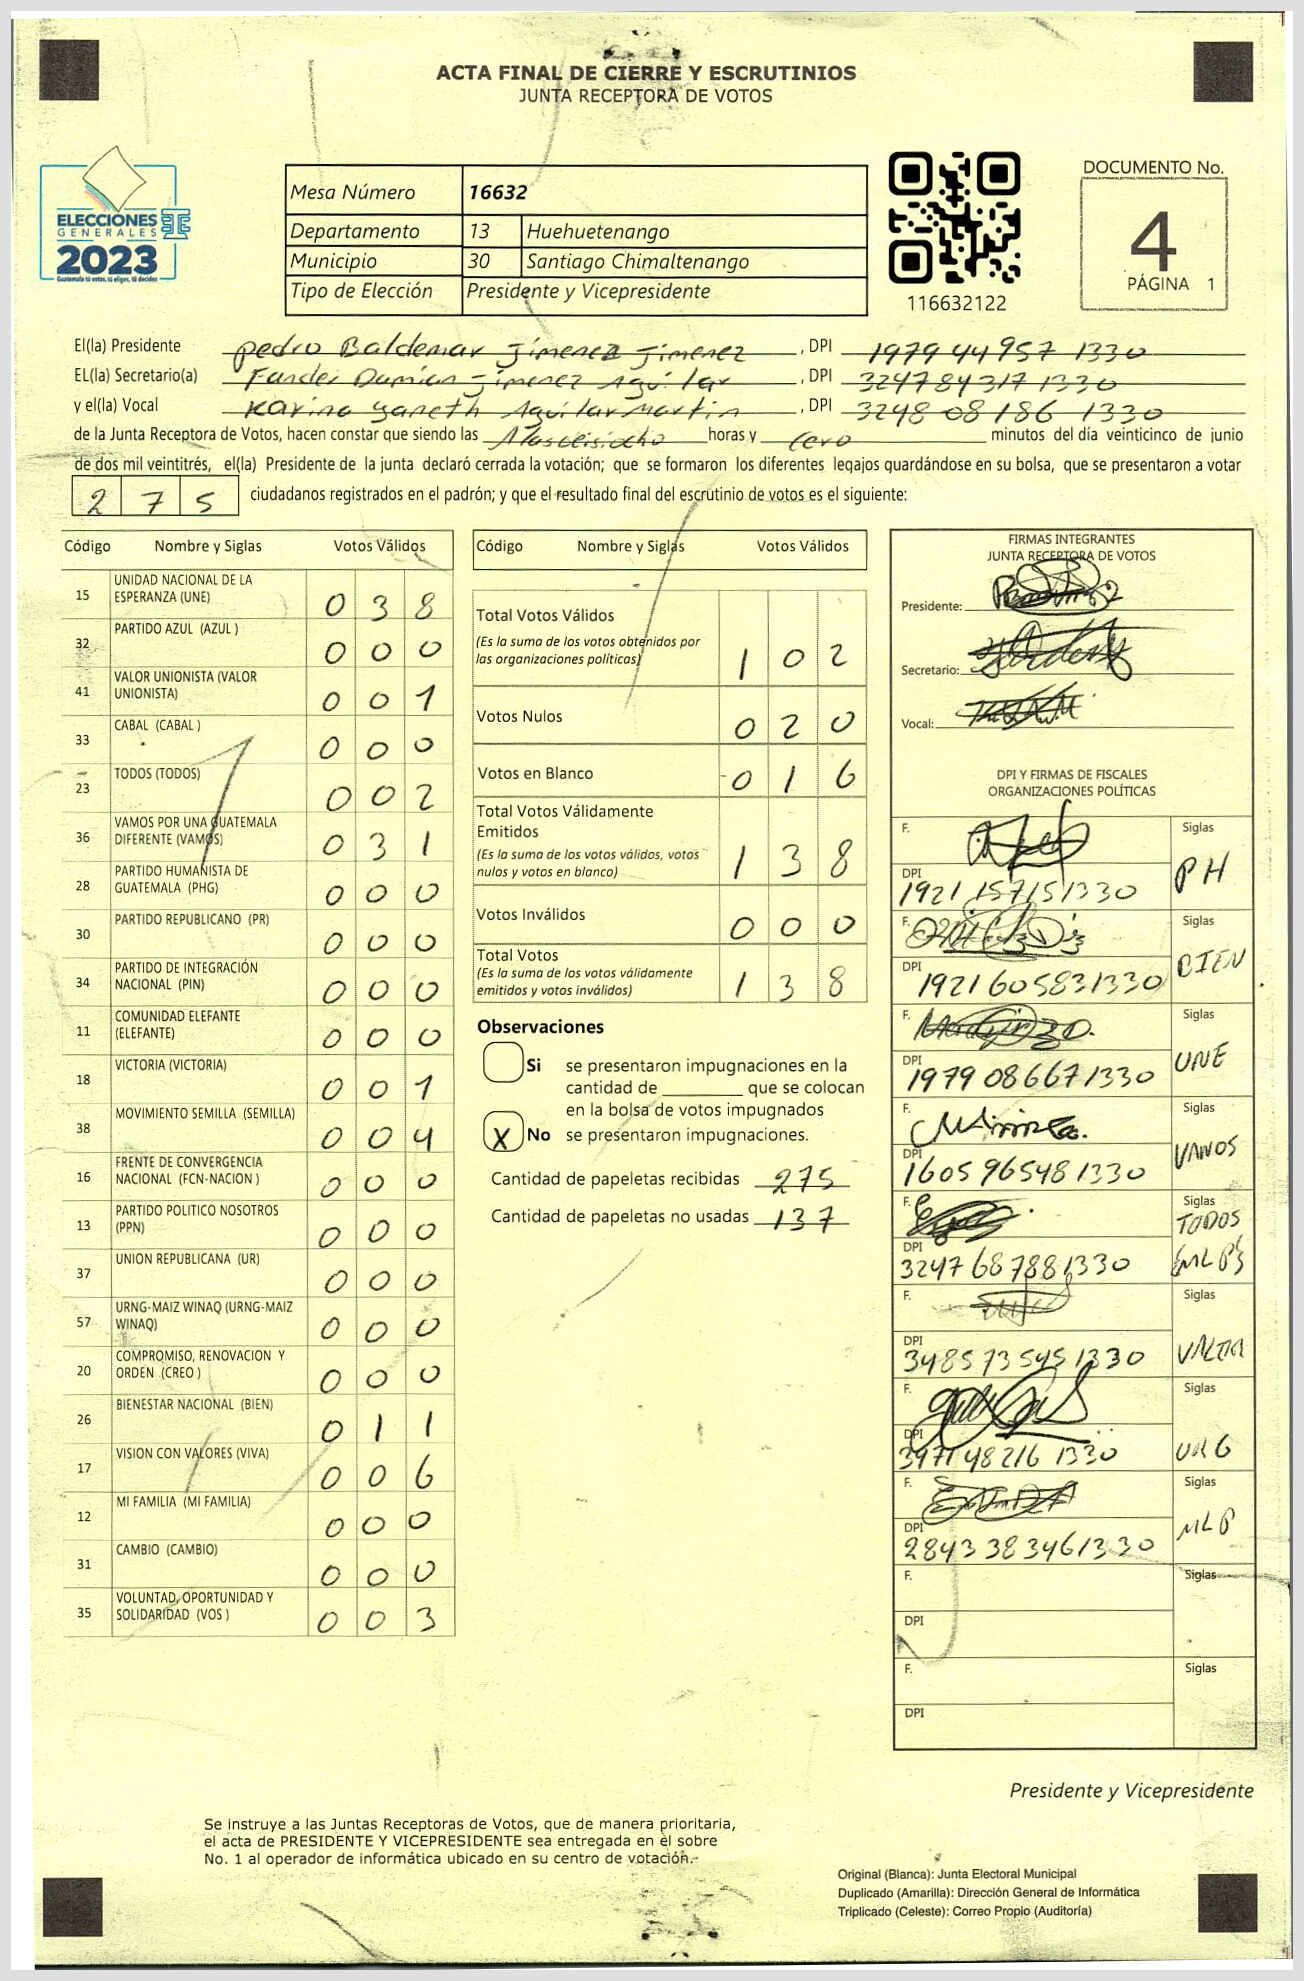 ACTA FINAL DE CIERRE Y ESCRUTINIOS
JUNTA RECEPTORA DE VOTOS
ELECCIONES
GENERALES
2023
Guatemala tú votas, tú eliges, tú decides
Mesa Número 16632
Departamento 13 Huehuetenango
Municipio 30 Santiago Chimaltenango
Tipo de Elección Presidente y Vicepresidente
116632122
DOCUMENTO No.
4
PÁGINA 1
El(la) Presidente Pedro Baldemar Jimenez Jimenez , DPI 1979 44957 1330
EL(la) Secretario(a) Damian Jimenez Aguilar , DPI 3247 84317 1330
y el(la) Vocal Karina Yaneth Aguilar Martin , DPI 3248 08186 1330
de la Junta Receptora de Votos, hacen constar que siendo las horas y cero minutos del día veinticinco de junio
de dos mil veintitrés, el(la) Presidente de la junta declaró cerrada la votación; que se formaron los diferentes legajos guardándose en su bolsa, que se presentaron a votar
2 7 5 ciudadanos registrados en el padrón; y que el resultado final del escrutinio de votos es el siguiente:
Código Nombre y Siglas Votos Válidos
15 UNIDAD NACIONAL DE LA ESPERANZA (UNE) 0 3 8
32 PARTIDO AZUL (AZUL ) 0 0 0
41 VALOR UNIONISTA (VALOR UNIONISTA) 0 0 1
33 CABAL (CABAL ) 0 0 0
23 TODOS (TODOS) 0 0 2
36 VAMOS POR UNA GUATEMALA DIFERENTE (VAMOS) 0 3 1
28 PARTIDO HUMANISTA DE GUATEMALA (PHG) 0 0 0
30 PARTIDO REPUBLICANO (PR) 0 0 0
34 PARTIDO DE INTEGRACIÓN NACIONAL (PIN) 0 0 0
11 COMUNIDAD ELEFANTE (ELEFANTE) 0 0 0
18 VICTORIA (VICTORIA) 0 0 1
38 MOVIMIENTO SEMILLA (SEMILLA) 0 0 4
16 FRENTE DE CONVERGENCIA NACIONAL (FCN-NACION ) 0 0 0
13 PARTIDO POLITICO NOSOTROS (PPN) 0 0 0
37 UNION REPUBLICANA (UR) 0 0 0
57 URNG-MAIZ WINAQ (URNG-MAIZ WINAQ) 0 0 0
20 COMPROMISO, RENOVACION Y ORDEN (CREO ) 0 0 0
26 BIENESTAR NACIONAL (BIEN) 0 1 1
17 VISION CON VALORES (VIVA) 0 0 6
12 MI FAMILIA (MI FAMILIA) 0 0 0
31 CAMBIO (CAMBIO) 0 0 0
35 VOLUNTAD, OPORTUNIDAD Y SOLIDARIDAD (VOS ) 0 0 3
Código Nombre y Siglas Votos Válidos
Total Votos Válidos
(Es la suma de los votos obtenidos por
las organizaciones políticas) 1 0 2
Votos Nulos 0 2 0
Votos en Blanco 0 1 6
Total Votos Válidamente
Emitidos
(Es la suma de los votos válidos, votos
nulos y votos en blanco) 1 3 8
Votos Inválidos 0 0 0
Total Votos
(Es la suma de los votos válidamente
emitidos y votos inválidos) 1 3 8
Observaciones
Si se presentaron impugnaciones en la
cantidad de ________ que se colocan
en la bolsa de votos impugnados
X No se presentaron impugnaciones.
Cantidad de papeletas recibidas 275
Cantidad de papeletas no usadas 137
FIRMAS INTEGRANTES
JUNTA RECEPTORA DE VOTOS
Presidente:
Secretario:
Vocal:
DPI Y FIRMAS DE FISCALES
ORGANIZACIONES POLÍTICAS
F. Siglas
DPI 1921 15715 1330 PH
F. Siglas
DPI 1921 60583 1330 BIEN
F. Siglas
DPI 1979 08667 1330 UNE
F. Siglas
DPI 1605 96548 1330 VAMOS
F. Siglas
DPI 3247 68788 1330 TODOS
F. Siglas
DPI 3485 73545 1330
F. Siglas
DPI 3971 48216 1330
F. Siglas
DPI 2843 38346 1330 MLP
F. Siglas
DPI
F. Siglas
DPI
Presidente y Vicepresidente
Se instruye a las Juntas Receptoras de Votos, que de manera prioritaria,
el acta de PRESIDENTE Y VICEPRESIDENTE sea entregada en el sobre
No. 1 al operador de informática ubicado en su centro de votación.
Original (Blanca): Junta Electoral Municipal
Duplicado (Amarilla): Dirección General de Informática
Triplicado (Celeste): Correo Propio (Auditoría)